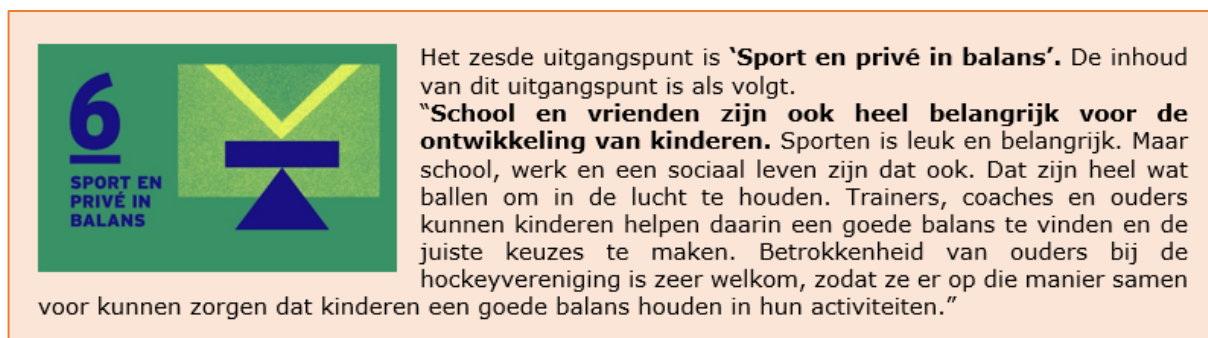 6
SPORT EN
PRIVÉ IN
BALANS
Het zesde uitgangspunt is ‘Sport en privé in balans’. De inhoud
van dit uitgangspunt is als volgt.
“School en vrienden zijn ook heel belangrijk voor de
ontwikkeling van kinderen. Sporten is leuk en belangrijk. Maar
school, werk en een sociaal leven zijn dat ook. Dat zijn heel wat
ballen om in de lucht te houden. Trainers, coaches en ouders
kunnen kinderen helpen daarin een goede balans te vinden en de
juiste keuzes te maken. Betrokkenheid van ouders bij de
hockeyvereniging is zeer welkom, zodat ze er op die manier samen
voor kunnen zorgen dat kinderen een goede balans houden in hun activiteiten.”